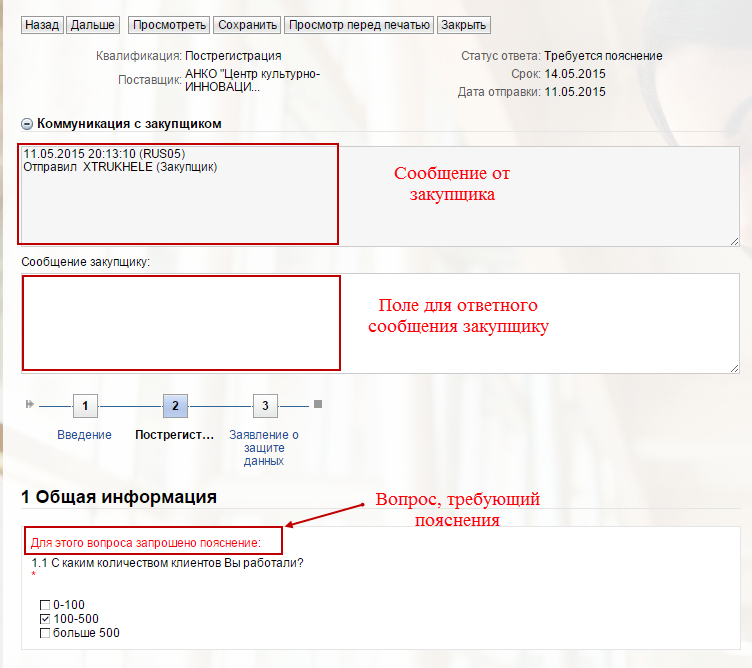 Назад Дальше Просмотреть Сохранить Просмотр перед печатью Закрыть
Квалификация: Пострегистрация
Статус ответа: Требуется пояснение
Поставщик: АНКО "Центр культурно-
ИННОВАЦИ...
Срок: 14.05.2015
Дата отправки: 11.05.2015
Коммуникация с закупщиком
11.05.2015 20:13:10 (RUS05)
Отправил XTRUKHELE (Закупщик)
Сообщение от
закупщика
Сообщение закупщику:
Поле для ответного
сообщения закупщику
1 2 3
Введение Пострегист... Заявление о
защите
данных
1 Общая информация
Вопрос, требующий
пояснения
Для этого вопроса запрошено пояснение:
1.1 С каким количеством клиентов Вы работали?
*
0-100
100-500
больше 500